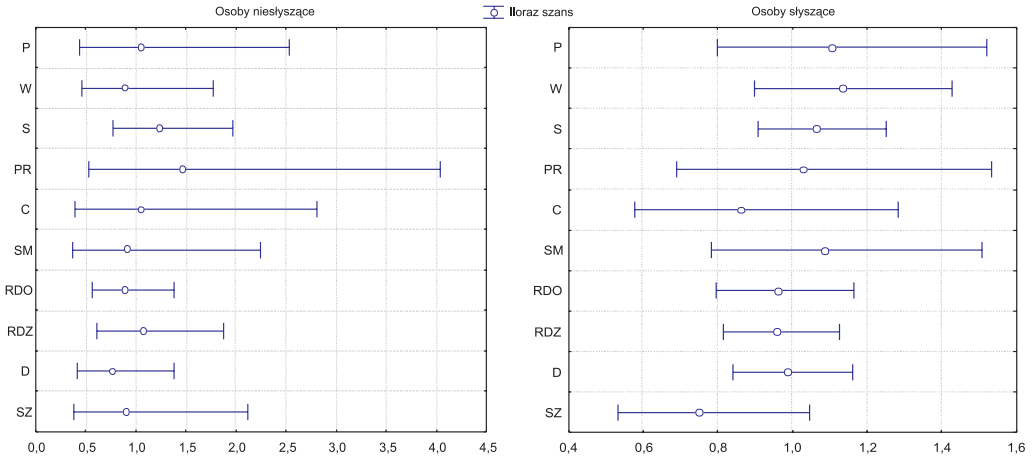 Osoby niesłyszące
Iloraz szans
Osoby słyszące
P
W
S
PR
C
SM
RDO
RDZ
D
SZ
0,0 0,5 1,0 1,5 2,0 2,5 3,0 3,5 4,0 4,5
P
W
S
PR
C
SM
RDO
RDZ
D
SZ
0,4 0,6 0,8 1,0 1,2 1,4 1,6